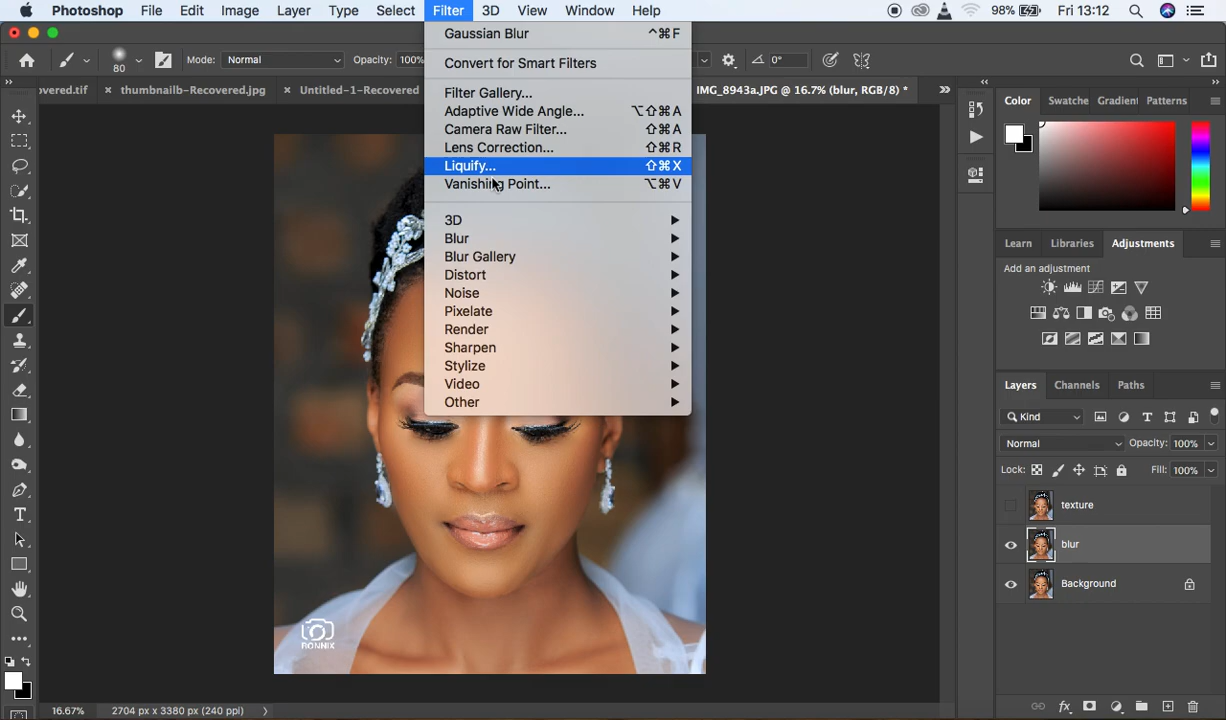 Photoshop File Edit Image Layer Type Select Filter 3D View Window Help 98% Fri 13:12
80 Mode: Normal Opacity: 100% 0°
overed.tif × thumbnailb-Recovered.jpg × Untitled-1-Recovered IMG_8943a.JPG @ 16.7% (blur, RGB/8) *
Gaussian Blur ^⌘F
Convert for Smart Filters
Filter Gallery...
Adaptive Wide Angle... ⌥⇧⌘A
Camera Raw Filter... ⇧⌘A
Lens Correction... ⇧⌘R
Liquify... ⇧⌘X
Vanishing Point... ⌥⌘V
3D
Blur
Blur Gallery
Distort
Noise
Pixelate
Render
Sharpen
Stylize
Video
Other
Color Swatche Gradient Patterns
Learn Libraries Adjustments
Add an adjustment
Layers Channels Paths
Kind
Normal Opacity: 100%
Lock: Fill: 100%
texture
blur
Background
BONNIX
16.67% 2704 px x 3380 px (240 ppi)